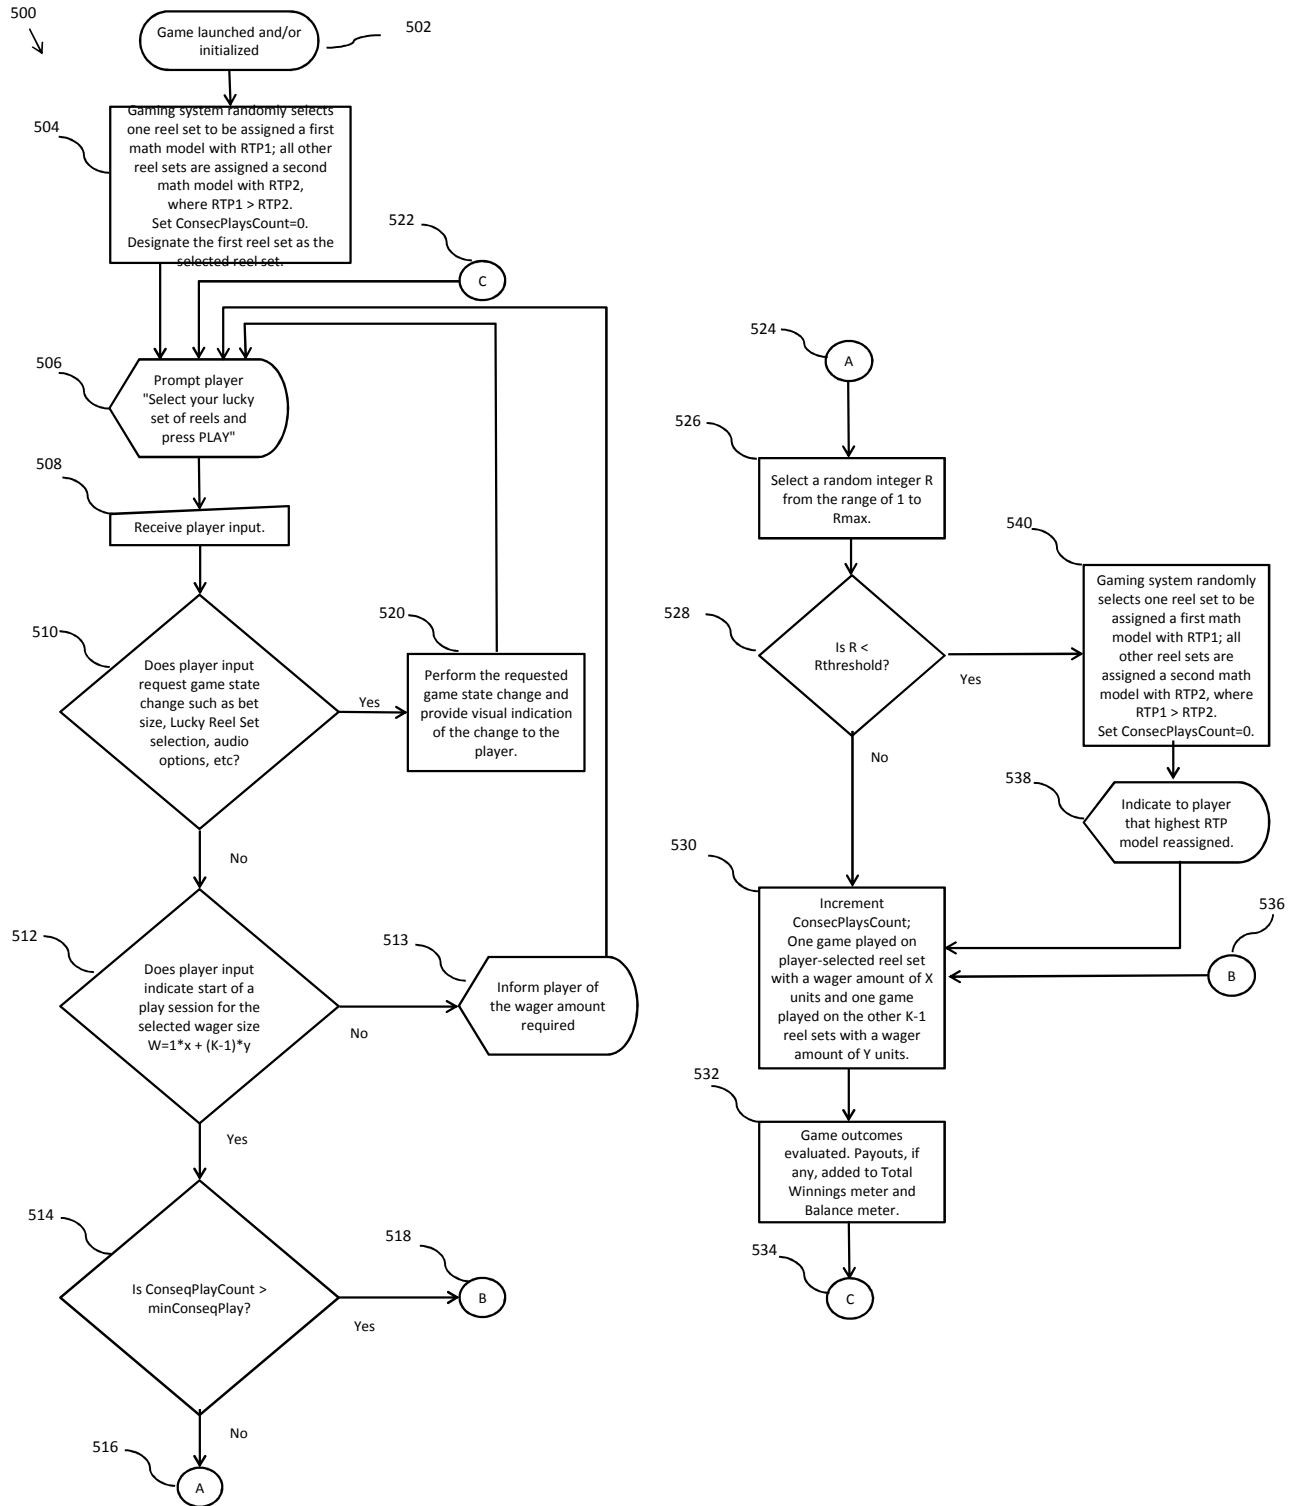 500
502
Game launched and/or
initialized
504
Gaming system randomly selects
one reel set to be assigned a first
math model with RTP1; all other
reel sets are assigned a second
math model with RTP2,
where RTP1 > RTP2.
Set ConsecPlaysCount=0.
Designate the first reel set as the
selected reel set.
522
C
506
Prompt player
"Select your lucky
set of reels and
press PLAY"
508
Receive player input.
510
Does player input
request game state
change such as bet
size, Lucky Reel Set
selection, audio
options, etc?
Yes
520
Perform the requested
game state change and
provide visual indication
of the change to the
player.
No
512
Does player input
indicate start of a
play session for the
selected wager size
W=1*x + (K-1)*y
No
513
Inform player of
the wager amount
required
Yes
514
Is ConseqPlayCount >
minConseqPlay?
Yes
518
B
No
516
A
524
A
526
Select a random integer R
from the range of 1 to
Rmax.
528
Is R <
Rthreshold?
Yes
540
Gaming system randomly
selects one reel set to be
assigned a first math
model with RTP1; all
other reel sets are
assigned a second math
model with RTP2, where
RTP1 > RTP2.
Set ConsecPlaysCount=0.
No
538
Indicate to player
that highest RTP
model reassigned.
530
Increment
ConsecPlaysCount;
One game played on
player-selected reel set
with a wager amount of X
units and one game
played on the other K-1
reel sets with a wager
amount of Y units.
536
B
532
Game outcomes
evaluated. Payouts, if
any, added to Total
Winnings meter and
Balance meter.
534
C